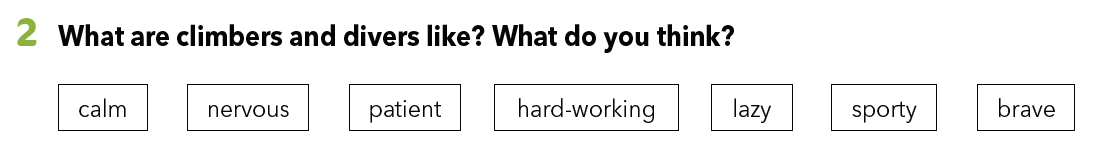 2 What are climbers and divers like? What do you think?
calm nervous patient hard-working lazy sporty brave